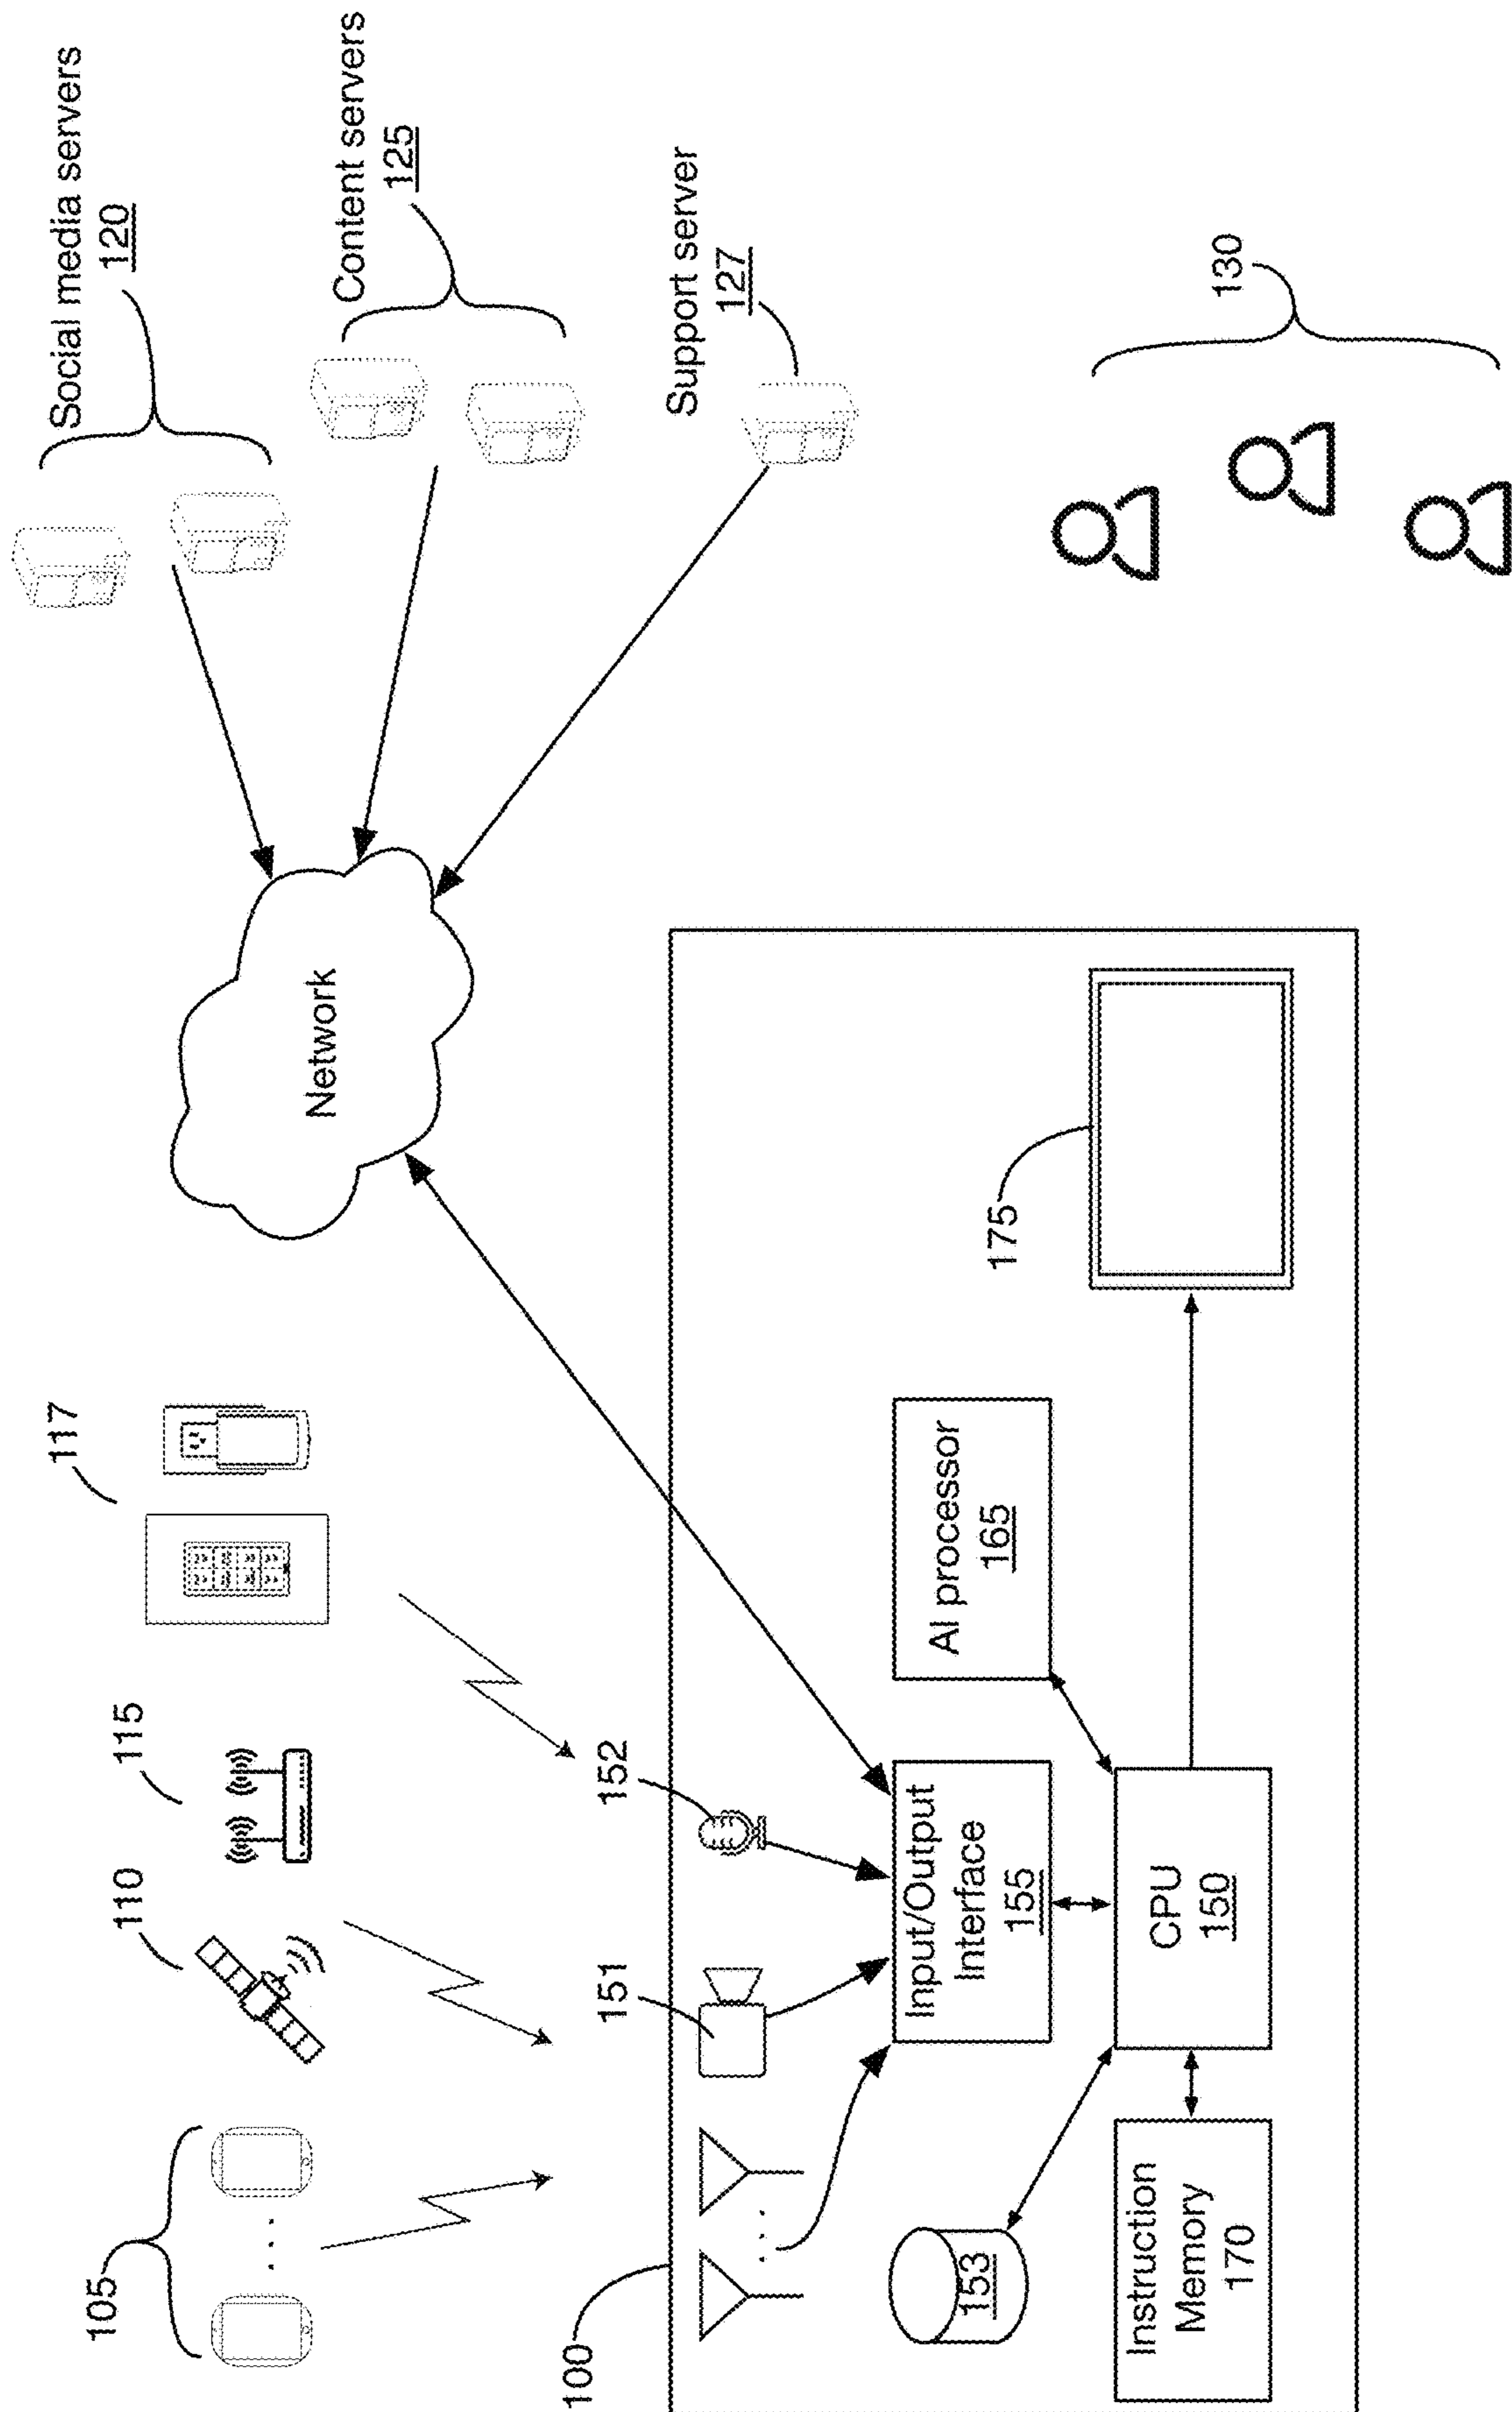 105
110
115
117
Social media servers
120
Content servers
125
Network
Support server
127
100
151
152
153
Input/Output
Interface
155
AI processor
165
Instruction
Memory
170
CPU
150
175
130